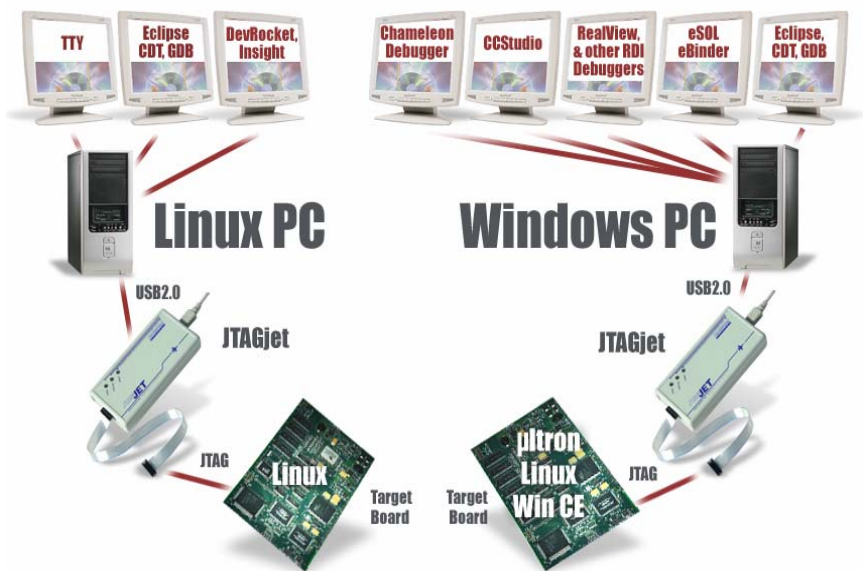 TTY
Eclipse
CDT, GDB
DevRocket,
Insight
Chameleon
Debugger
CCStudio
RealView,
& other RDI
Debuggers
eSOL
eBinder
Eclipse,
CDT, GDB
Linux PC
Windows PC
USB2.0
USB2.0
JTAGjet
JTAGjet
JET
JET
JTAG
Linux
Target
Board
Target
Board
µItron
Linux
Win CE
JTAG